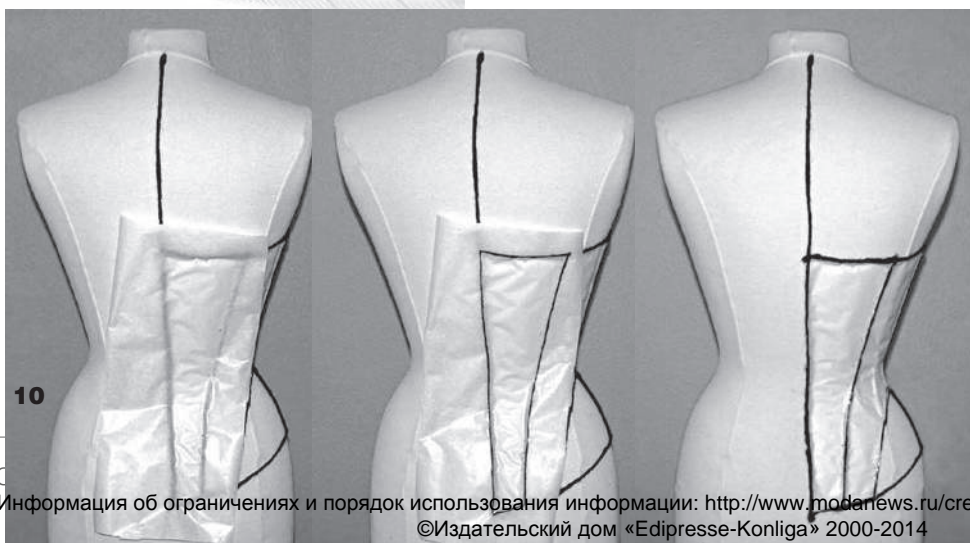 10
Информация об ограничениях и порядок использования информации: http://www.modanews.ru/cre
©Издательский дом «Edipresse-Konliga» 2000-2014